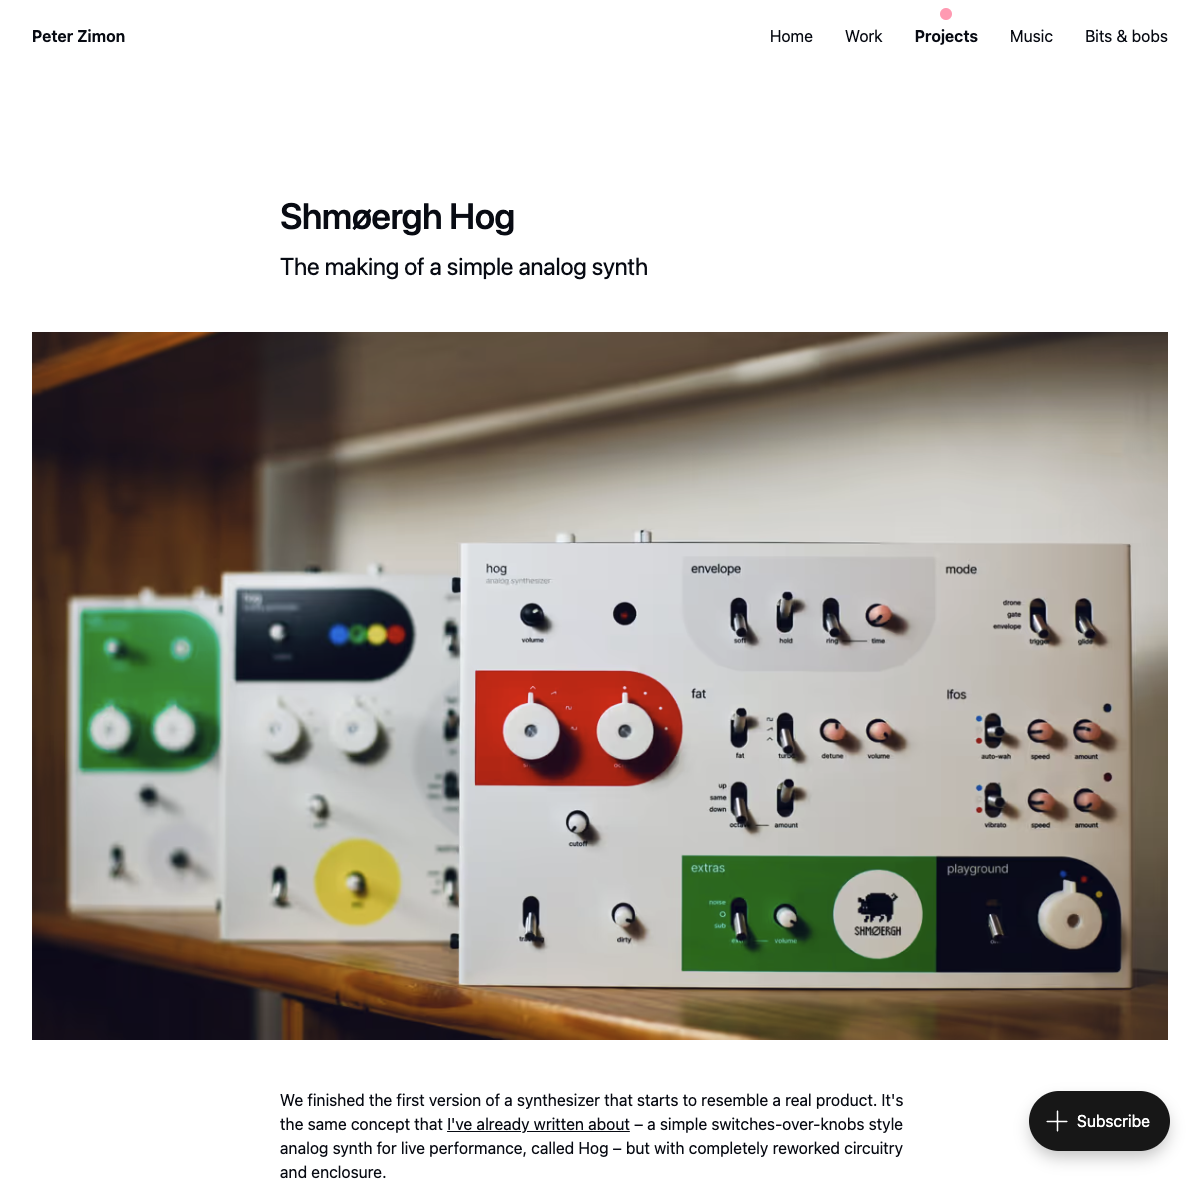 Peter Zimon
Home Work Projects Music Bits & bobs
Shmøergh Hog
The making of a simple analog synth
hog
analog synthesizer
volume
envelope
soft hold ring time
mode
drone
gate
envelope
trigger glide
fat
fat turbo detune volume
up
same
down
octave amount
lfos
auto-wah speed amount
vibrato speed amount
cutoff
tracking dirty
extras
noise
sub
volume
SHMØERGH
playground
hog
We finished the first version of a synthesizer that starts to resemble a real product. It's
the same concept that I've already written about – a simple switches-over-knobs style
analog synth for live performance, called Hog – but with completely reworked circuitry
and enclosure.
Subscribe